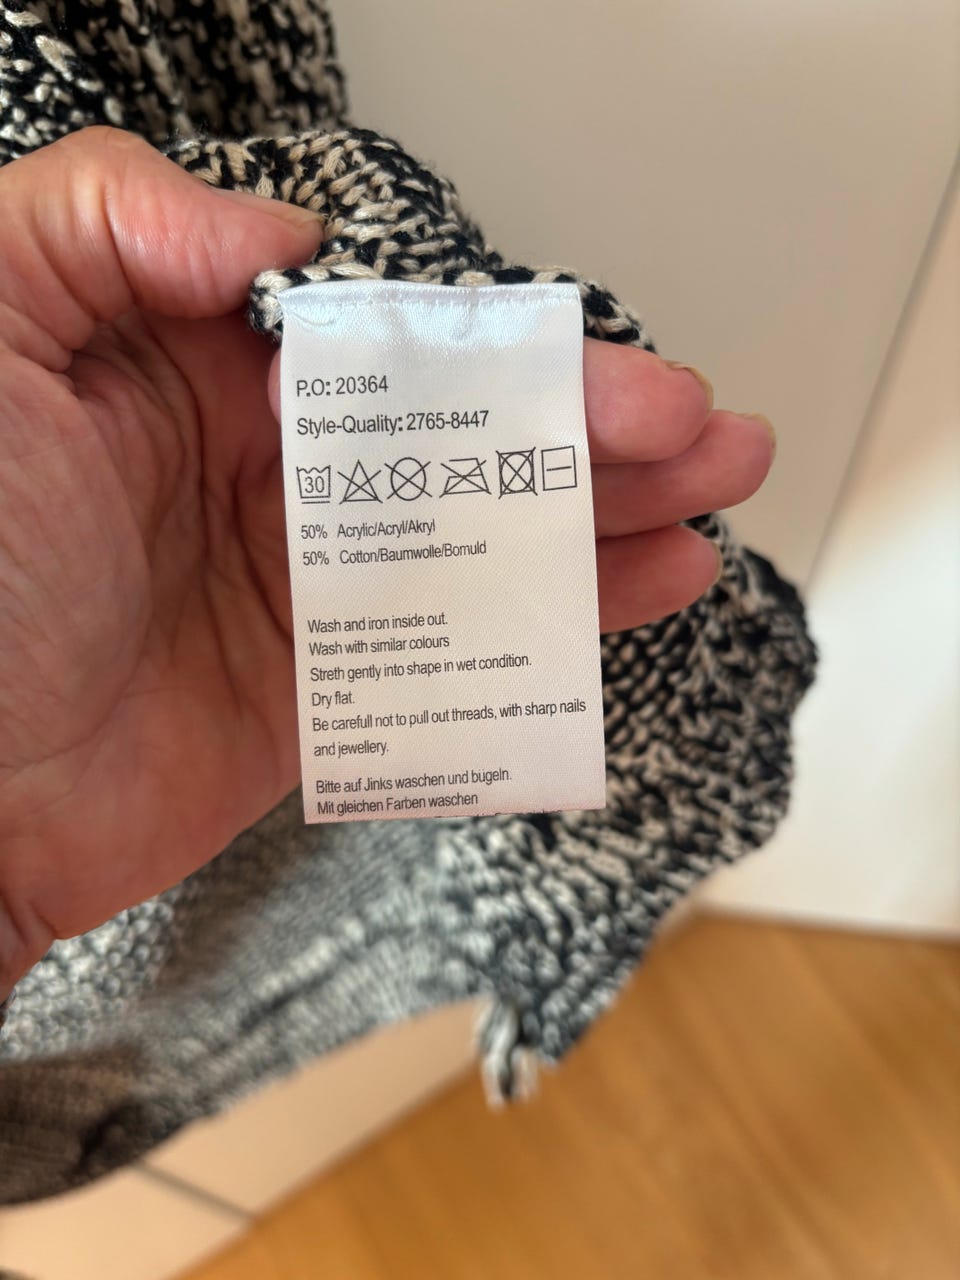 P.O: 20364
Style-Quality: 2765-8447
30
50% Acrylic/Acryl/Akryl
50% Cotton/Baumwolle/Bomuld
Wash and iron inside out.
Wash with similar colours
Streth gently into shape in wet condition.
Dry flat.
Be carefull not to pull out threads, with sharp nails
and jewellery.
Bitte auf Jinks waschen und bügeln.
Mit gleichen Farben waschen